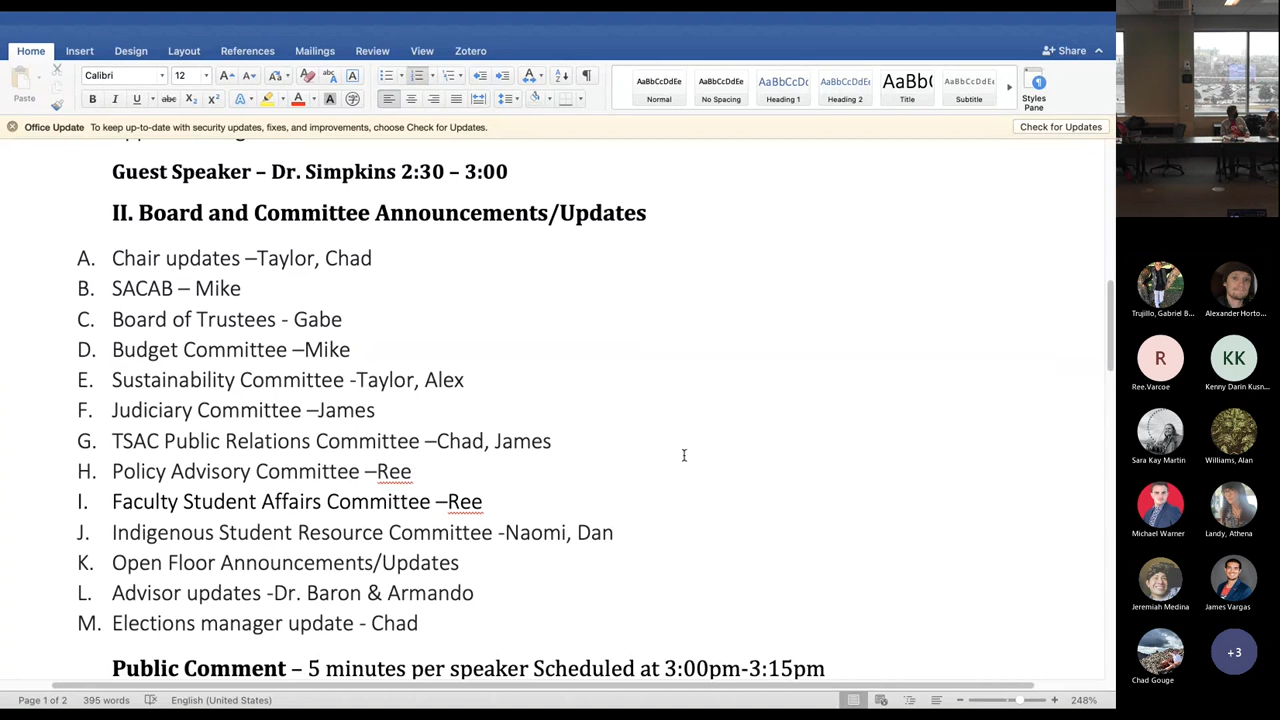 Home Insert Design Layout References Mailings Review View Zotero
Share
Paste
Calibri 12
AaBbCcDdEe AaBbCcDdEe AaBbCcDc AaBbCcDdEe AaBb( AaBbCcDdEe
Normal No Spacing Heading 1 Heading 2 Title Subtitle
Styles
Pane
Office Update To keep up-to-date with security updates, fixes, and improvements, choose Check for Updates.
Check for Updates
Guest Speaker – Dr. Simpkins 2:30 – 3:00
II. Board and Committee Announcements/Updates
A. Chair updates –Taylor, Chad
B. SACAB – Mike
C. Board of Trustees - Gabe
D. Budget Committee –Mike
E. Sustainability Committee -Taylor, Alex
F. Judiciary Committee –James
G. TSAC Public Relations Committee –Chad, James
H. Policy Advisory Committee –Ree
I. Faculty Student Affairs Committee –Ree
J. Indigenous Student Resource Committee -Naomi, Dan
K. Open Floor Announcements/Updates
L. Advisor updates -Dr. Baron & Armando
M. Elections manager update - Chad
Public Comment – 5 minutes per speaker Scheduled at 3:00pm-3:15pm
Page 1 of 2 395 words English (United States)
248%
Trujillo, Gabriel B... Alexander Horto...
R KK
Ree.Varcoe Kenny Darin Kusn...
Sara Kay Martin Williams, Alan
Michael Warner Landy, Athena
Jeremiah Medina James Vargas
+3
Chad Gouge